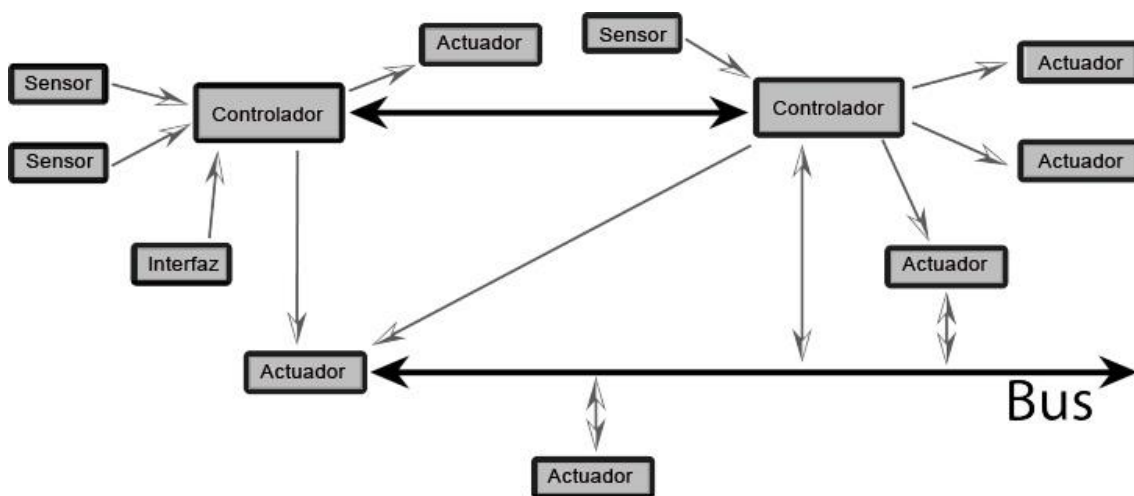 Sensor
Actuador
Sensor
Actuador
Controlador
Controlador
Sensor
Actuador
Interfaz
Actuador
Actuador
Bus
Actuador